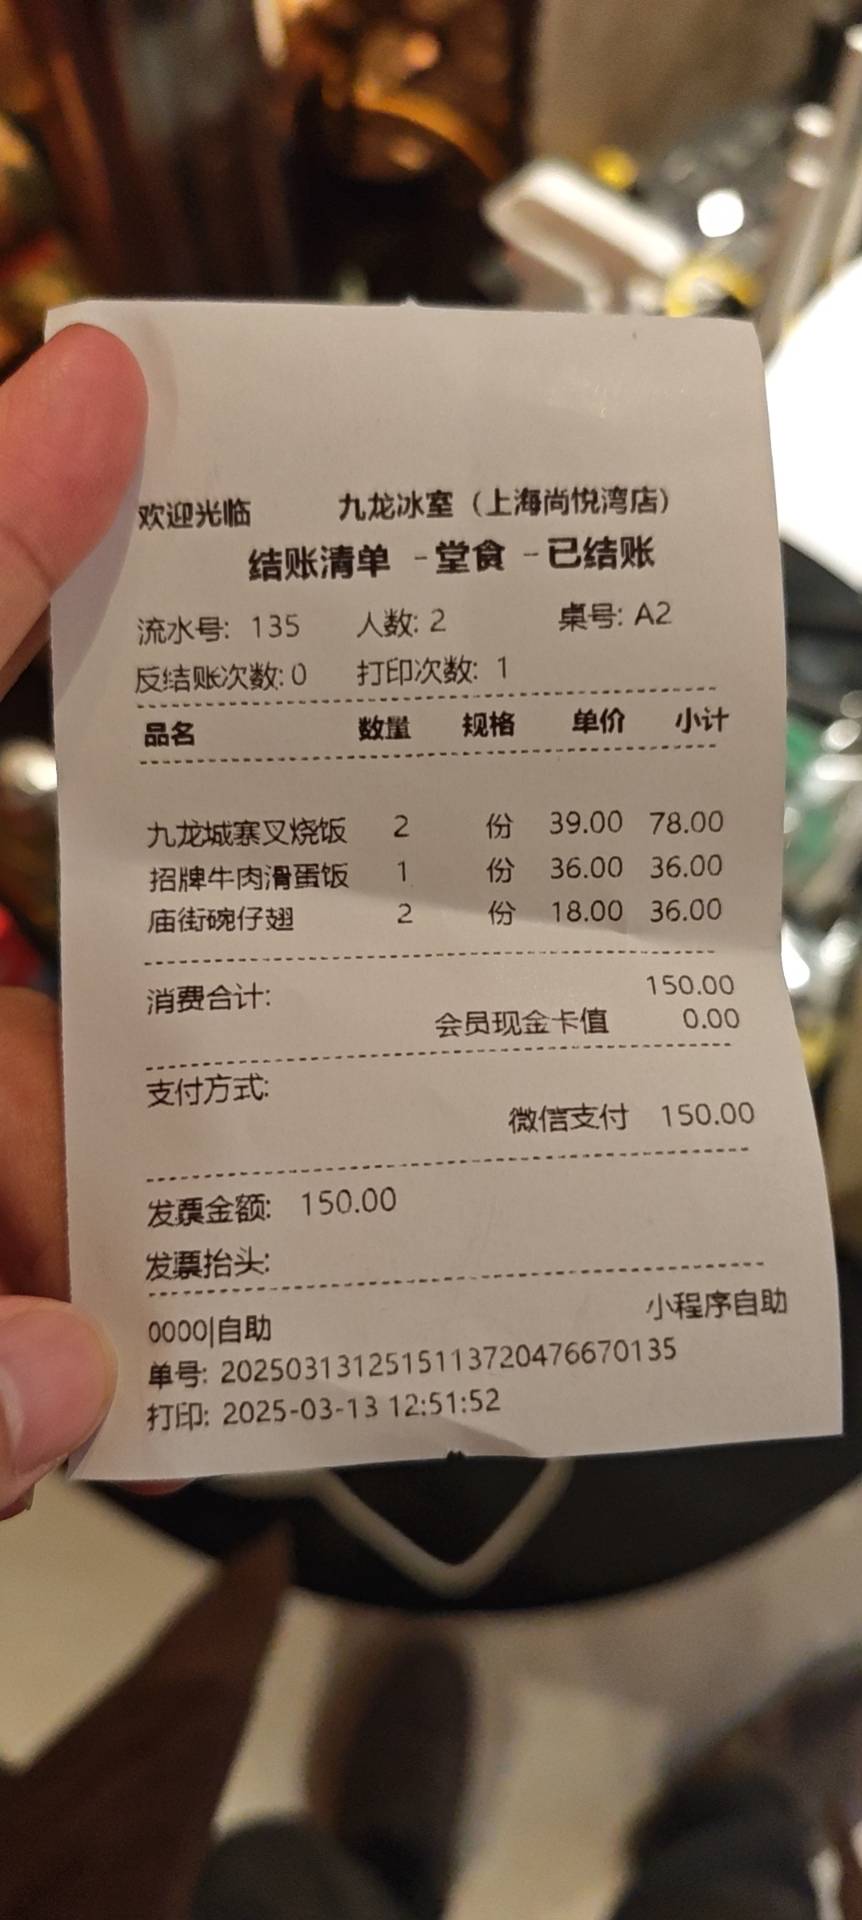 欢迎光临 九龙冰室（上海尚悦湾店）
结账清单 - 堂食 - 已结账
流水号: 135 人数: 2 桌号: A2
反结账次数: 0 打印次数: 1
品名 数量 规格 单价 小计
九龙城寨叉烧饭 2 份 39.00 78.00
招牌牛肉滑蛋饭 1 份 36.00 36.00
庙街碗仔翅 2 份 18.00 36.00
消费合计: 150.00
会员现金卡值 0.00
支付方式:
微信支付 150.00
发票金额: 150.00
发票抬头:
0000|自助 小程序自助
单号: 20250313125151137204766​70135
打印: 2025-03-13 12:51:52